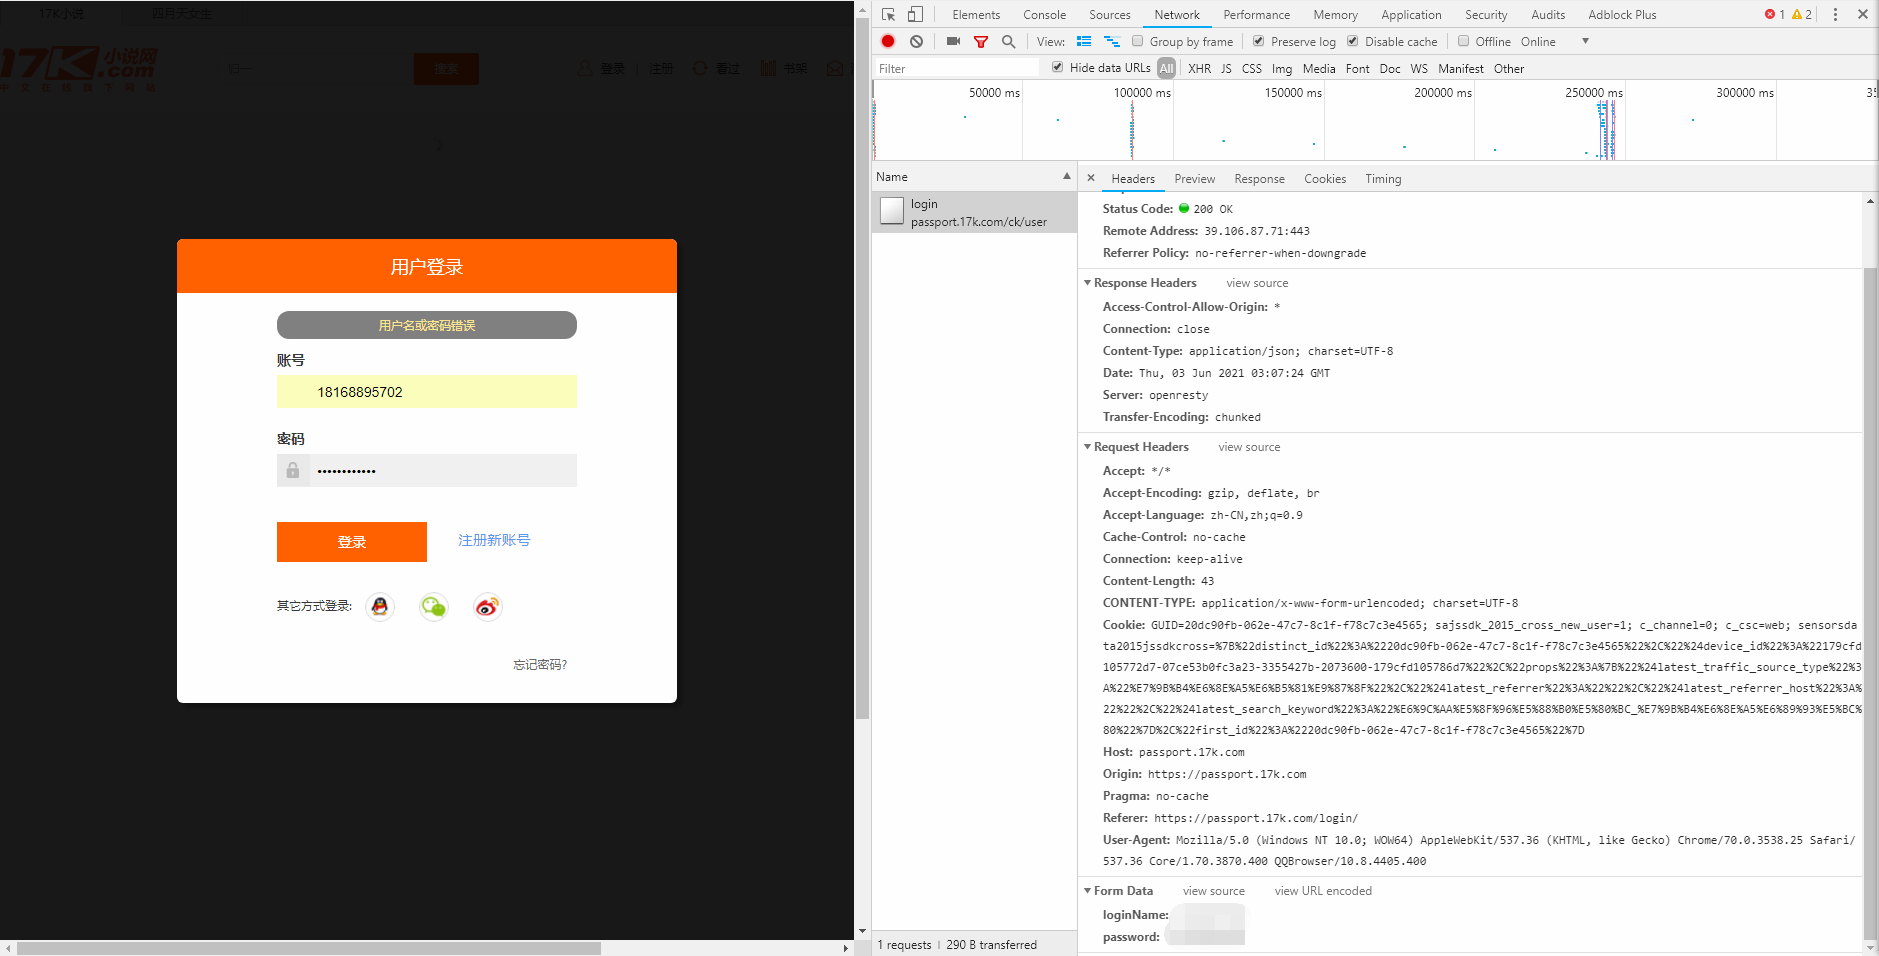 17K小说
四月天女生
17K小说网
.com
中文在线旗下网站
搜索
登录
注册
看过
书架
用户登录
用户名或密码错误
账号
18168895702
密码
••••••••••••
登录
注册新账号
其它方式登录:
忘记密码?
Elements Console Sources Network Performance Memory Application Security Audits Adblock Plus 1 2
View: Group by frame Preserve log Disable cache Offline Online
Filter Hide data URLs All XHR JS CSS Img Media Font Doc WS Manifest Other
50000 ms 100000 ms 150000 ms 200000 ms 250000 ms 300000 ms
Name
login
passport.17k.com/ck/user
1 requests | 290 B transferred
Headers Preview Response Cookies Timing
Status Code: 200 OK
Remote Address: 39.106.87.71:443
Referrer Policy: no-referrer-when-downgrade
Response Headers view source
Access-Control-Allow-Origin: *
Connection: close
Content-Type: application/json; charset=UTF-8
Date: Thu, 03 Jun 2021 03:07:24 GMT
Server: openresty
Transfer-Encoding: chunked
Request Headers view source
Accept: */*
Accept-Encoding: gzip, deflate, br
Accept-Language: zh-CN,zh;q=0.9
Cache-Control: no-cache
Connection: keep-alive
Content-Length: 43
CONTENT-TYPE: application/x-www-form-urlencoded; charset=UTF-8
Cookie: GUID=20dc90fb-062e-47c7-8c1f-f78c7c3e4565; sajssdk_2015_cross_new_user=1; c_channel=0; c_csc=web; sensorsda
ta2015jssdkcross=%7B%22distinct_id%22%3A%2220dc90fb-062e-47c7-8c1f-f78c7c3e4565%22%2C%22%24device_id%22%3A%22179cfd
105772d7-07ce53b0fc3a23-3355427b-2073600-179cfd105786d7%22%2C%22props%22%3A%7B%22%24latest_traffic_source_type%22%3
A%22%E7%9B%B4%E6%8E%A5%E6%B5%81%E9%87%8F%22%2C%22%24latest_referrer%22%3A%22%22%2C%22%24latest_referrer_host%22%3A%
22%22%2C%22%24latest_search_keyword%22%3A%22%E6%9C%AA%E5%8F%96%E5%88%B0%E5%80%BC_%E7%9B%B4%E6%8E%A5%E6%89%93%E5%BC%
80%22%7D%2C%22first_id%22%3A%2220dc90fb-062e-47c7-8c1f-f78c7c3e4565%22%7D
Host: passport.17k.com
Origin: https://passport.17k.com
Pragma: no-cache
Referer: https://passport.17k.com/login/
User-Agent: Mozilla/5.0 (Windows NT 10.0; WOW64) AppleWebKit/537.36 (KHTML, like Gecko) Chrome/70.0.3538.25 Safari/
537.36 Core/1.70.3870.400 QQBrowser/10.8.4405.400
Form Data view source view URL encoded
loginName:
password: